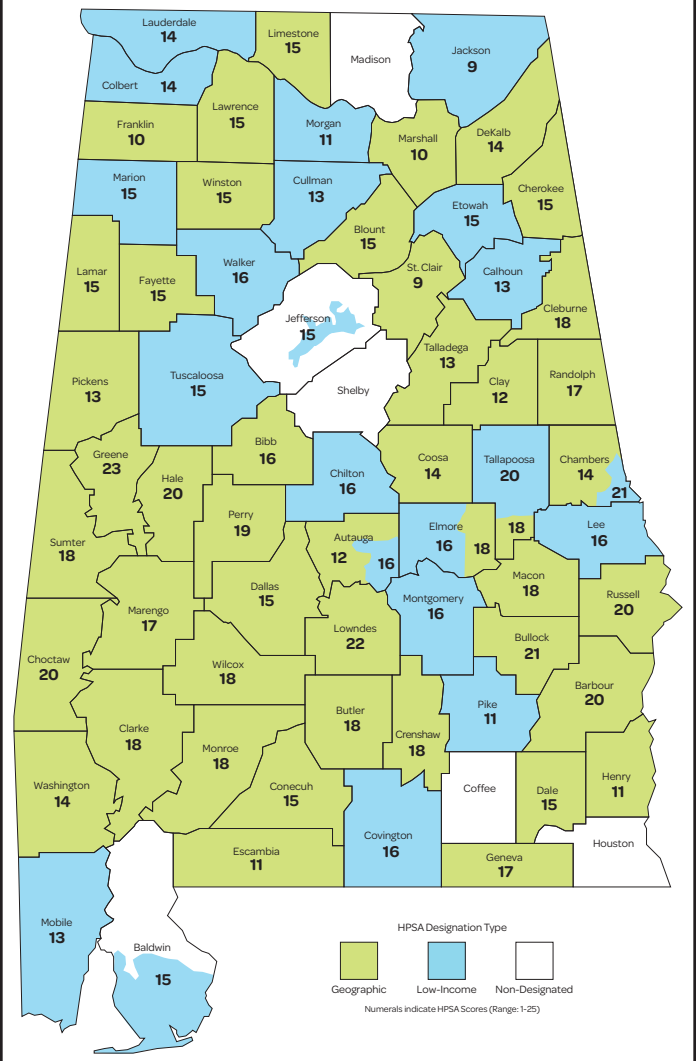 Lauderdale
14
Limestone
15
Madison
Jackson
9
Colbert 14
Lawrence
15
Franklin
10
Morgan
11
Marshall
10
DeKalb
14
Marion
15
Winston
15
Cullman
13
Cherokee
15
Etowah
15
Blount
15
Walker
16
St. Clair
9
Calhoun
13
Lamar
15
Fayette
15
Cleburne
18
Jefferson
15
Talladega
13
Pickens
13
Tuscaloosa
15
Shelby
Clay
12
Randolph
17
Bibb
16
Greene
23
Hale
20
Chilton
16
Coosa
14
Tallapoosa
20
Chambers
14
21
Perry
19
Sumter
18
Autauga
12
16
Elmore
16
18
18
Lee
16
Macon
18
Dallas
15
Marengo
17
Montgomery
16
Russell
20
Lowndes
22
Bullock
21
Choctaw
20
Wilcox
18
Barbour
20
Clarke
18
Butler
18
Pike
11
Crenshaw
18
Monroe
18
Washington
14
Conecuh
15
Coffee
Dale
15
Henry
11
Escambia
11
Covington
16
Geneva
17
Houston
Mobile
13
Baldwin
15
HPSA Designation Type
Geographic
Low-Income
Non-Designated
Numerals indicate HPSA Scores (Range: 1-25)